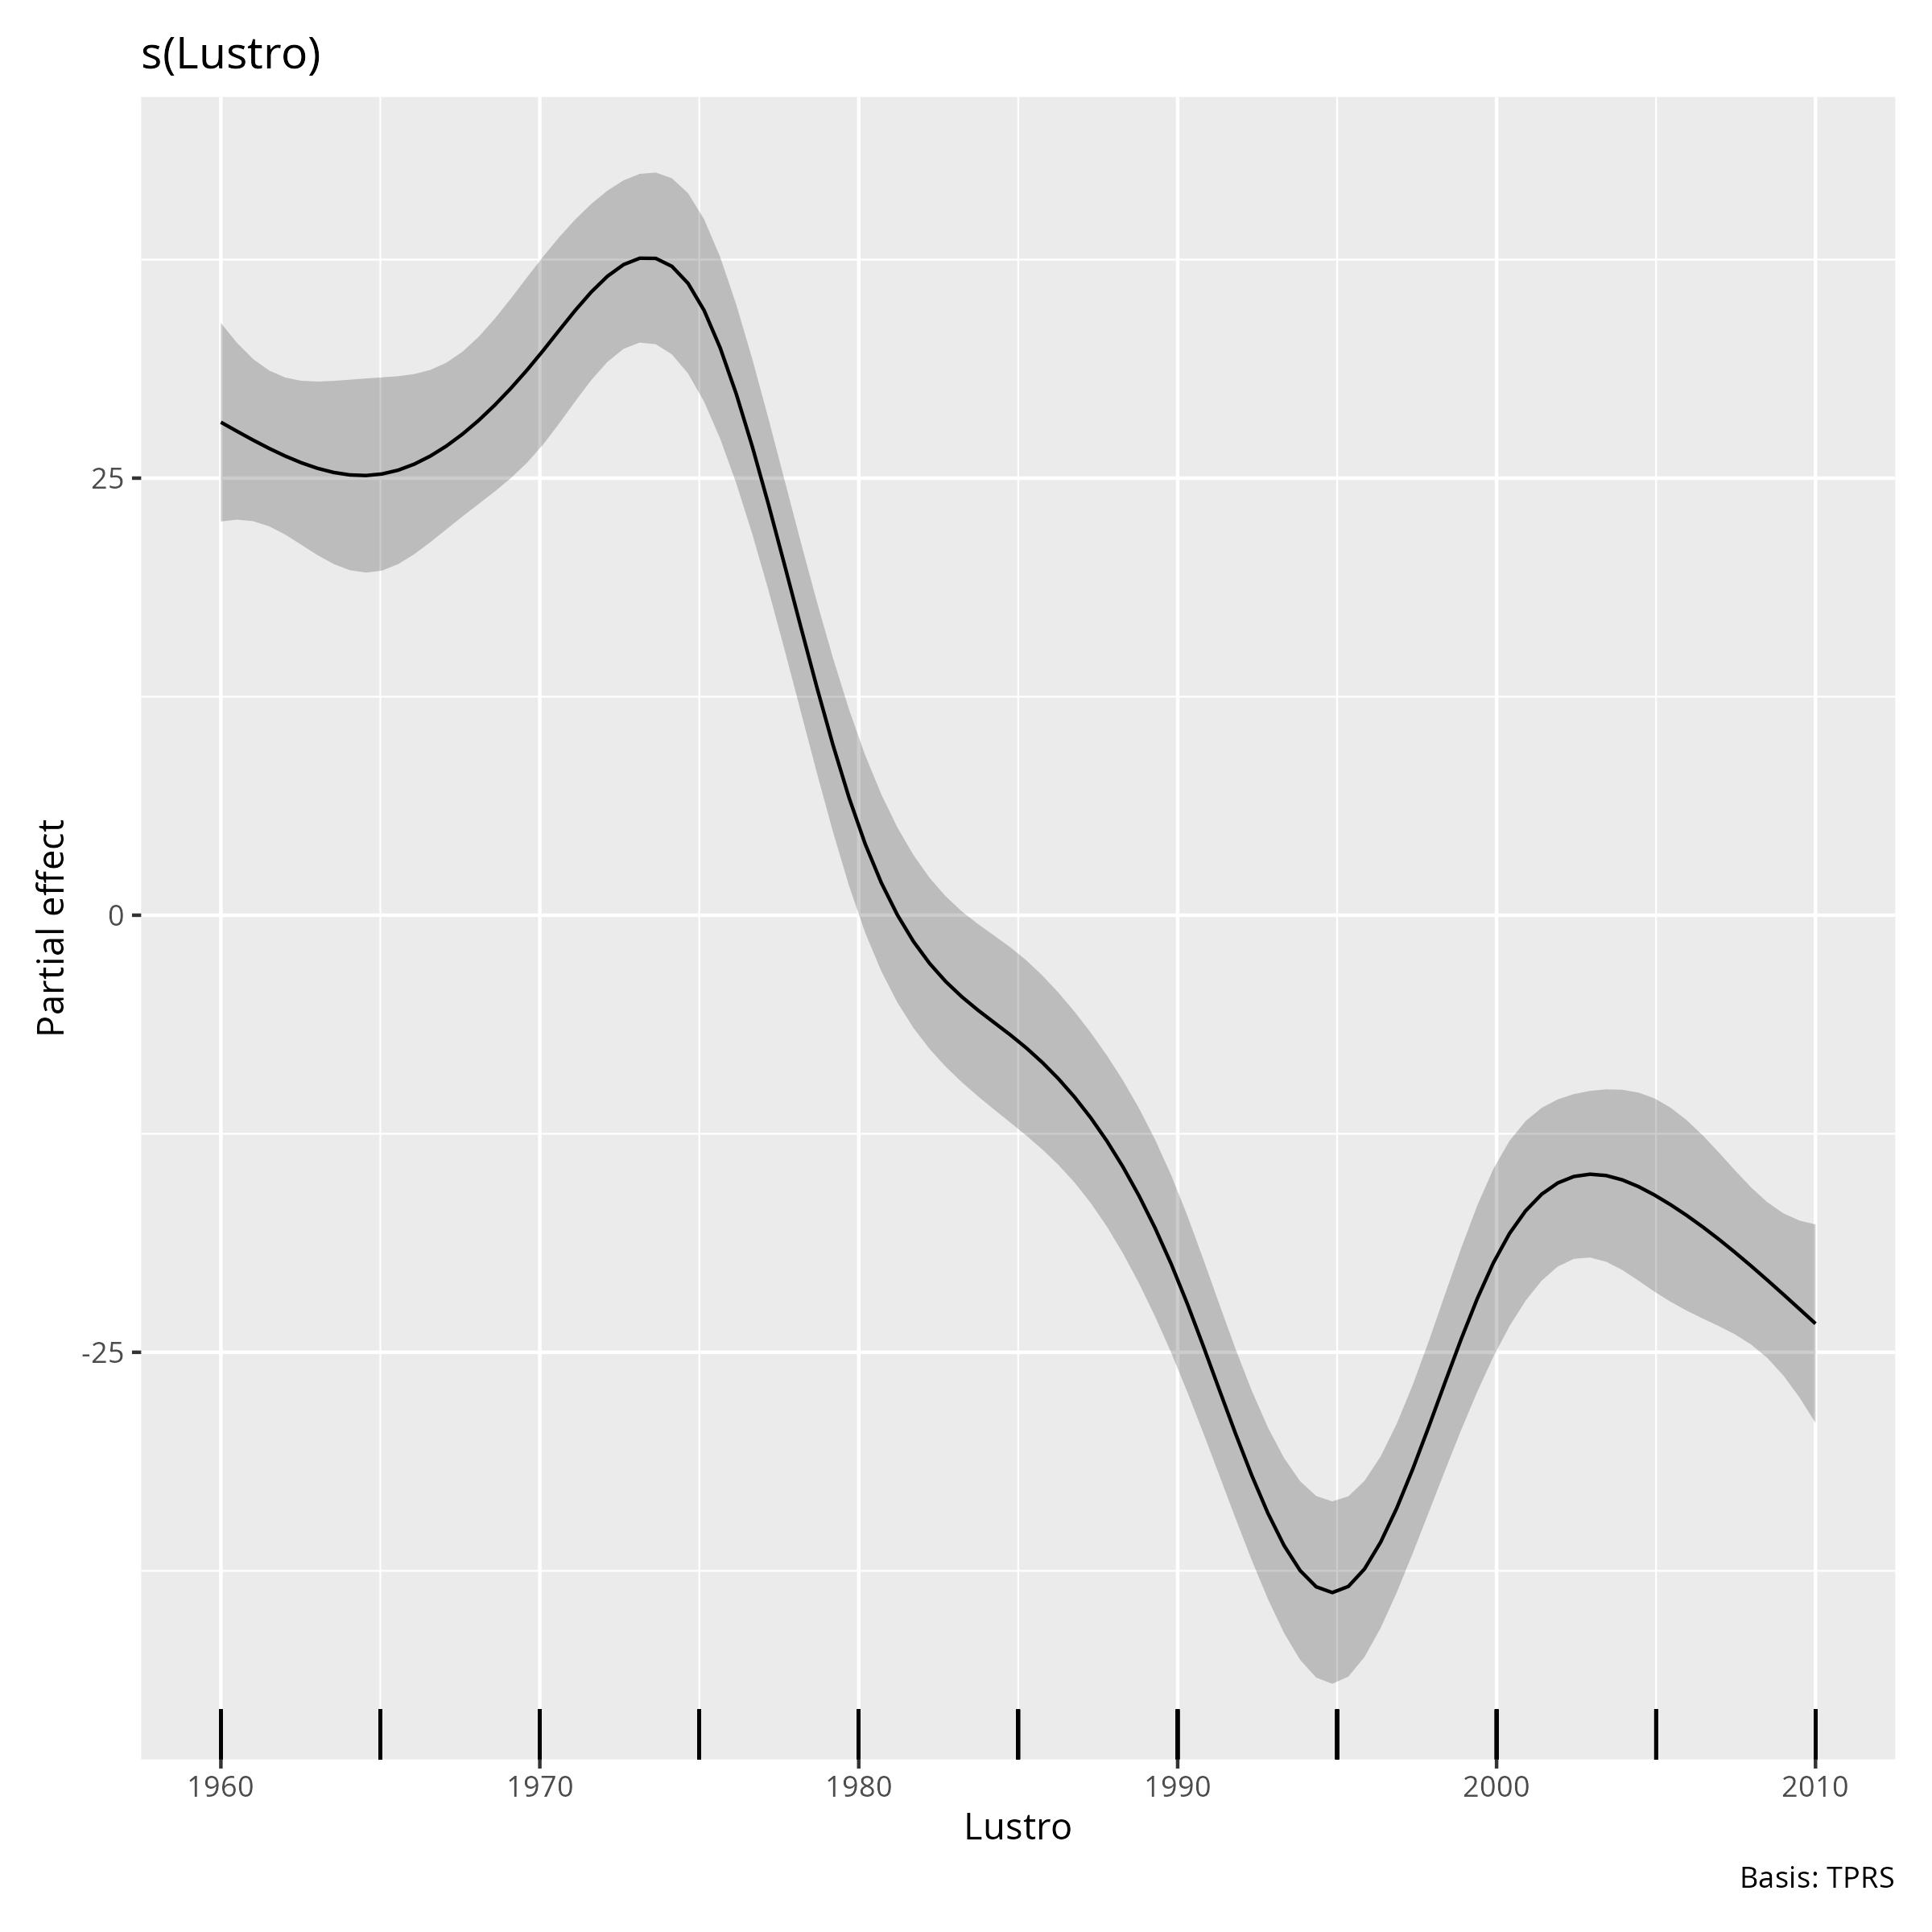 s(Lustro)
Partial effect
25
0
-25
1960 1970 1980 1990 2000 2010
Lustro
Basis: TPRS